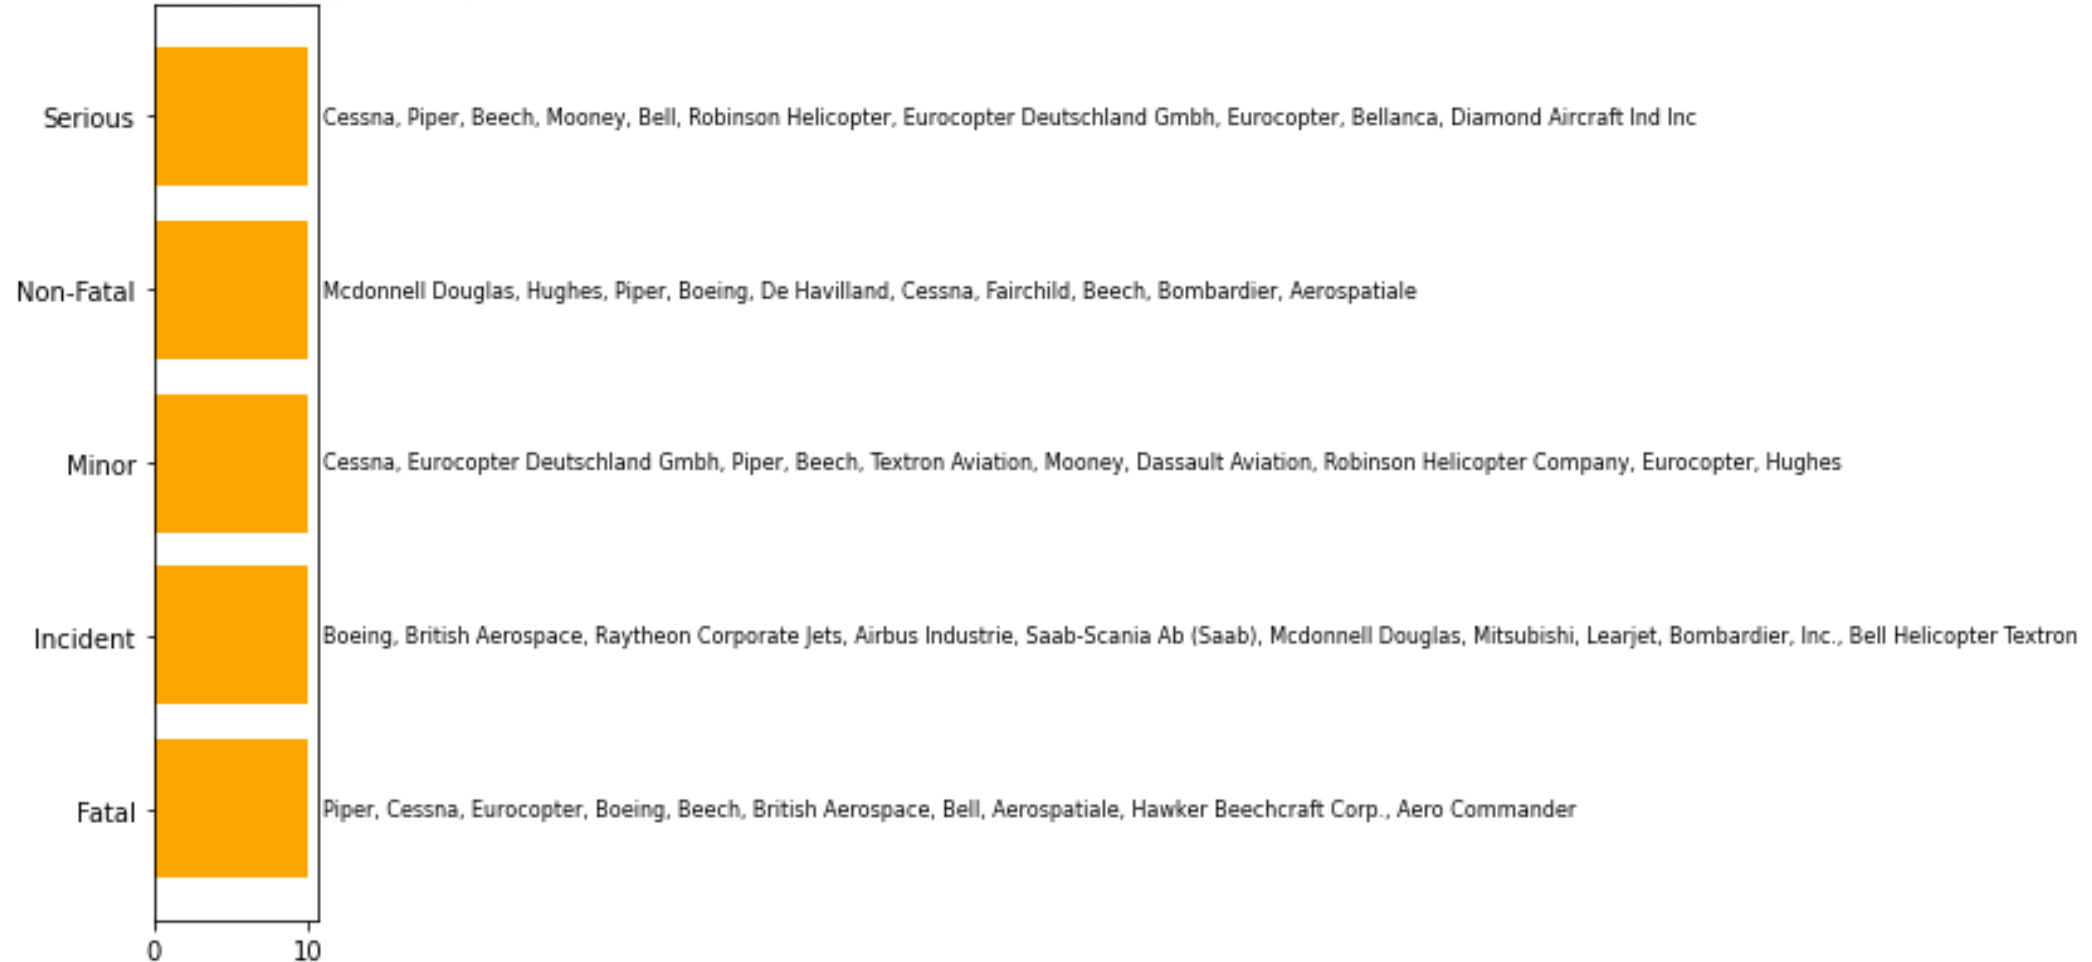 Serious Cessna, Piper, Beech, Mooney, Bell, Robinson Helicopter, Eurocopter Deutschland Gmbh, Eurocopter, Bellanca, Diamond Aircraft Ind Inc
Non-Fatal Mcdonnell Douglas, Hughes, Piper, Boeing, De Havilland, Cessna, Fairchild, Beech, Bombardier, Aerospatiale
Minor Cessna, Eurocopter Deutschland Gmbh, Piper, Beech, Textron Aviation, Mooney, Dassault Aviation, Robinson Helicopter Company, Eurocopter, Hughes
Incident Boeing, British Aerospace, Raytheon Corporate Jets, Airbus Industrie, Saab-Scania Ab (Saab), Mcdonnell Douglas, Mitsubishi, Learjet, Bombardier, Inc., Bell Helicopter Textron
Fatal Piper, Cessna, Eurocopter, Boeing, Beech, British Aerospace, Bell, Aerospatiale, Hawker Beechcraft Corp., Aero Commander
0 10